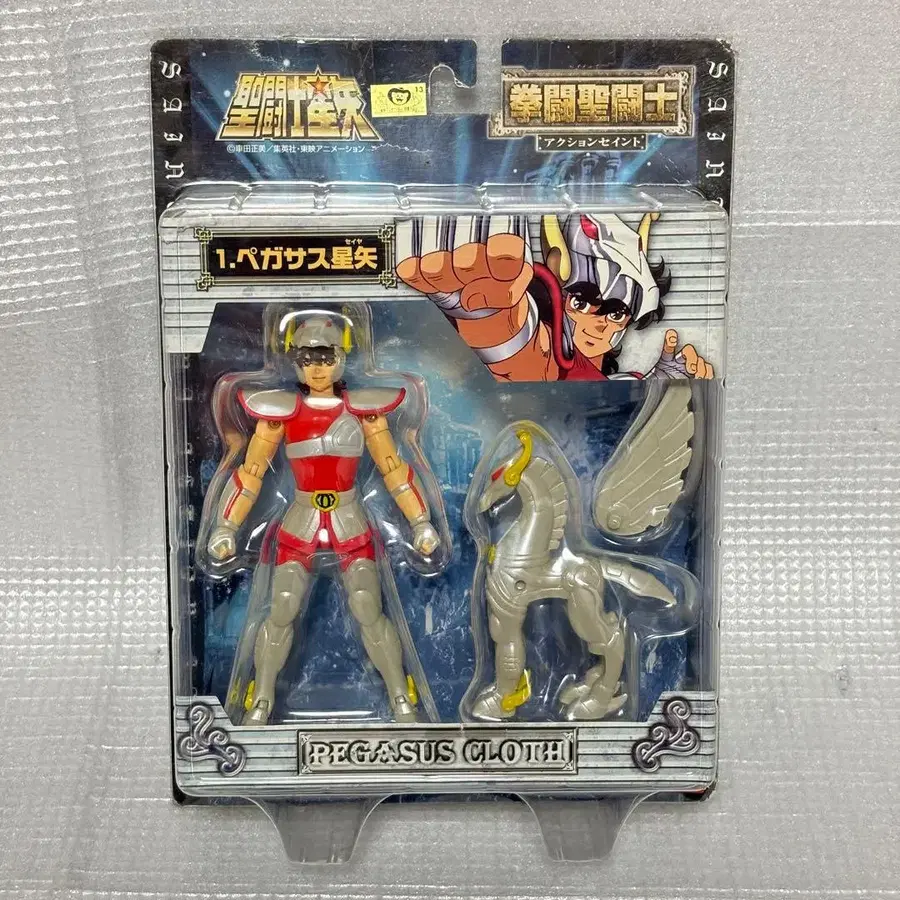 聖闘士星矢
13
©車田正美／集英社・東映アニメーション
拳闘聖闘士
アクションセイント
セイヤ
1.ペガサス星矢
PEGASUS CLOTH